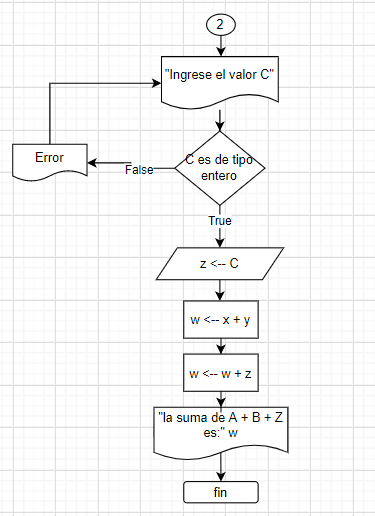 2
"Ingrese el valor C"
Error
False
C es de tipo
entero
True
z <-- C
w <-- x + y
w <-- w + z
"la suma de A + B + Z
es:" w
fin